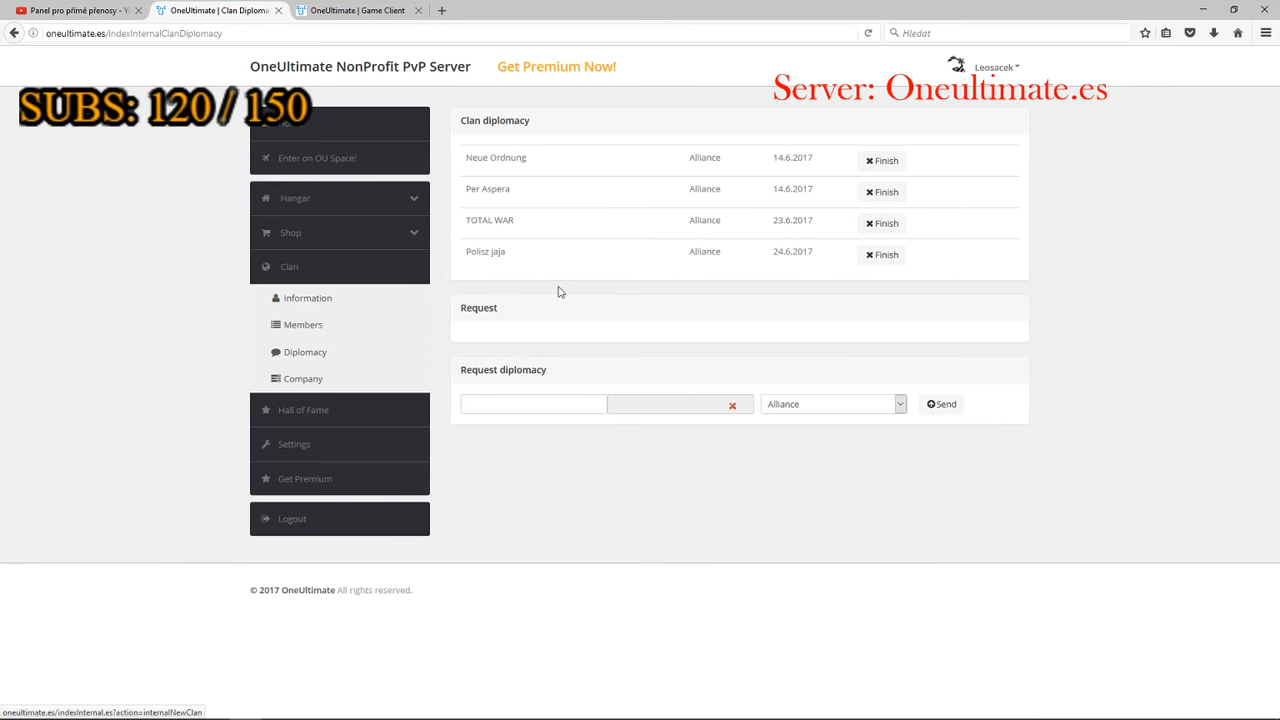 Panel pro přímé přenosy - Y
OneUltimate | Clan Diploma
OneUltimate | Game Client
oneultimate.es/indexInternalClanDiplomacy
Hledat
OneUltimate NonProfit PvP Server
Get Premium Now!
Leosacek
SUBS: 120 / 150
Server: Oneultimate.es
Enter on OU Space!
Hangar
Shop
Clan
Information
Members
Diplomacy
Company
Hall of Fame
Settings
Get Premium
Logout
Clan diplomacy
Neue Ordnung Alliance 14.6.2017 Finish
Per Aspera Alliance 14.6.2017 Finish
TOTAL WAR Alliance 23.6.2017 Finish
Polisz jaja Alliance 24.6.2017 Finish
Request
Request diplomacy
Alliance Send
© 2017 OneUltimate All rights reserved.
oneultimate.es/indexInternal.es?action=internalNewClan